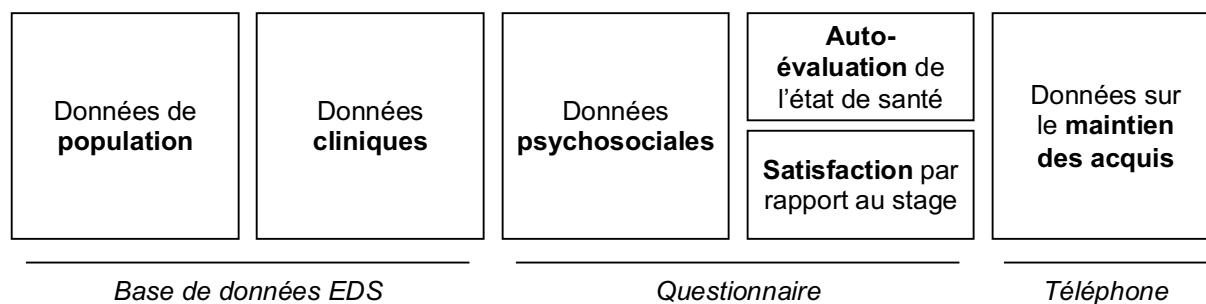 Données de
population
Données
cliniques
Données
psychosociales
Auto-
évaluation de
l’état de santé
Satisfaction par
rapport au stage
Données sur
le maintien
des acquis
Base de données EDS
Questionnaire
Téléphone